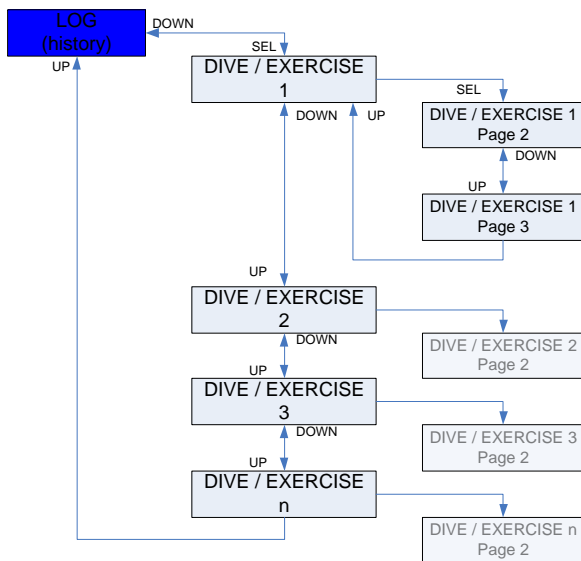 LOG
(history)
DOWN
UP
SEL
DIVE / EXERCISE
1
SEL
DOWN
UP
DIVE / EXERCISE 1
Page 2
DOWN
UP
DIVE / EXERCISE 1
Page 3
UP
DIVE / EXERCISE
2
DOWN
DIVE / EXERCISE 2
Page 2
UP
DIVE / EXERCISE
3
DOWN
DIVE / EXERCISE 3
Page 2
UP
DIVE / EXERCISE
n
DIVE / EXERCISE n
Page 2